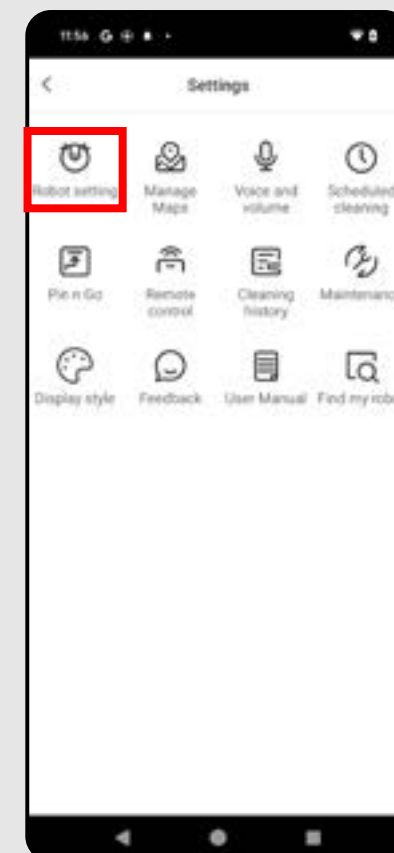 11:56 G
Settings
Robot setting
Manage
Maps
Voice and
volume
Scheduled
cleaning
Pin n Go
Remote
control
Cleaning
history
Maintenanc
Display style
Feedback
User Manual
Find my robo